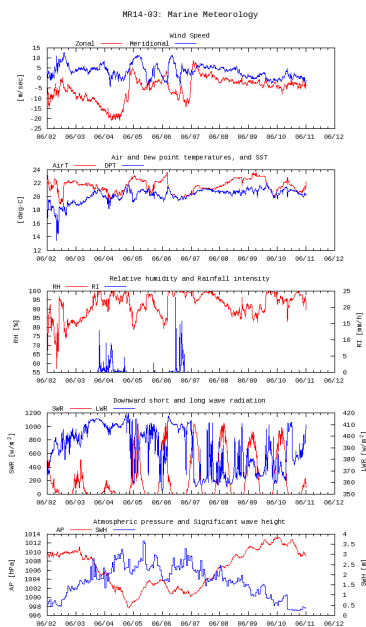 MR14-03: Marine Meteorology
Wind Speed
Zonal Meridional
[m/sec]
15
10
5
0
-5
-10
-15
-20
-25
06/02 06/03 06/04 06/05 06/06 06/07 06/08 06/09 06/10 06/11 06/12
Air and Dew point temperatures, and SST
AirT DPT
[deg-C]
24
22
20
18
16
14
12
06/02 06/03 06/04 06/05 06/06 06/07 06/08 06/09 06/10 06/11 06/12
Relative humidity and Rainfall intensity
RH RI
RH [%]
100
95
90
85
80
75
70
65
60
55
25
20
15
10
5
0
RI [mm/h]
06/02 06/03 06/04 06/05 06/06 06/07 06/08 06/09 06/10 06/11 06/12
Downward short and long wave radiation
SWR LWR
SWR [w/m²]
1200
1000
800
600
400
200
0
420
410
400
390
380
370
360
350
LWR [w/m²]
06/02 06/03 06/04 06/05 06/06 06/07 06/08 06/09 06/10 06/11 06/12
Atmospheric pressure and Significant wave height
AP SWH
AP [hPa]
1014
1012
1010
1008
1006
1004
1002
1000
998
996
4
3.5
3
2.5
2
1.5
1
0.5
0
SWH [m]
06/02 06/03 06/04 06/05 06/06 06/07 06/08 06/09 06/10 06/11 06/12